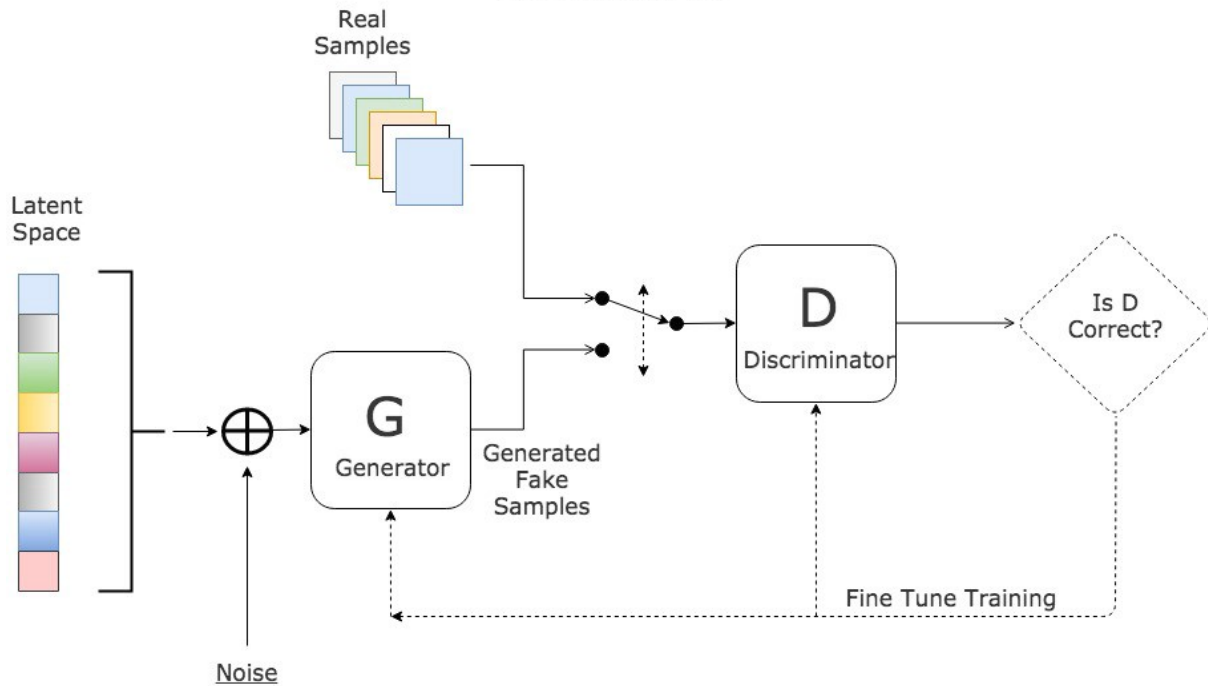 Real
Samples
Latent
Space
D
Discriminator
Is D
Correct?
G
Generator
Generated
Fake
Samples
Fine Tune Training
Noise